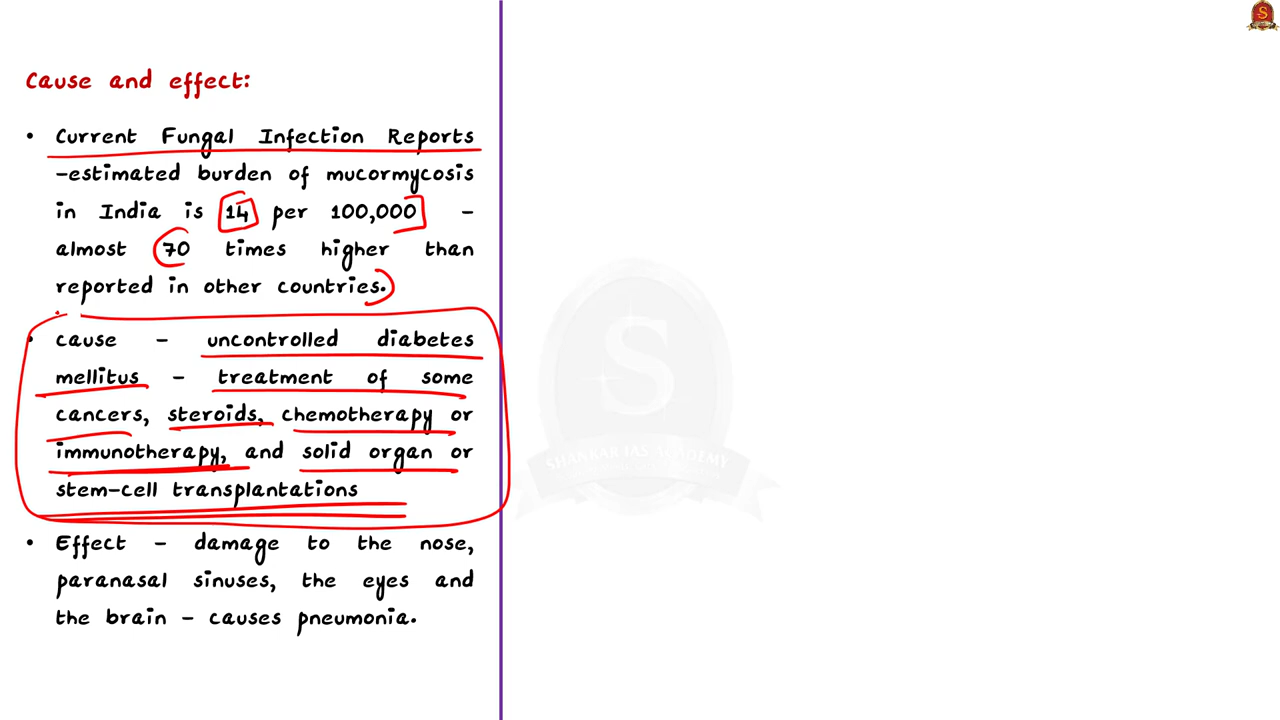 Cause and effect:
• Current Fungal Infection Reports
-estimated burden of mucormycosis
in India is 14 per 100,000 -
almost 70 times higher than
reported in other countries.
• cause - uncontrolled diabetes
mellitus - treatment of some
cancers, steroids, chemotherapy or
immunotherapy, and solid organ or
stem-cell transplantations
• Effect - damage to the nose,
paranasal sinuses, the eyes and
the brain - causes pneumonia.
S
SHANKAR IAS ACADEMY
S